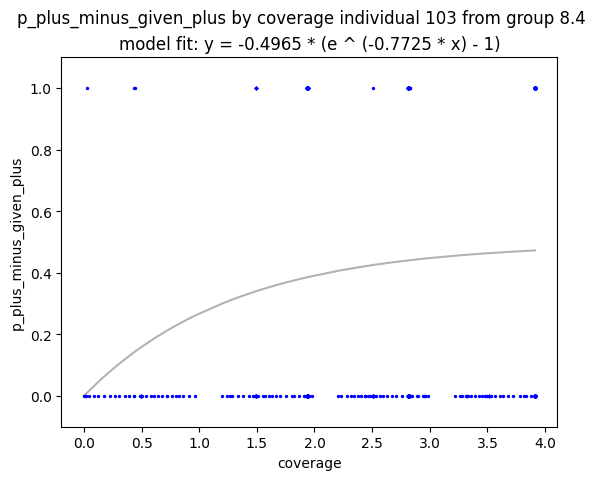 p_plus_minus_given_plus by coverage individual 103 from group 8.4
model fit: y = -0.4965 * (e ^ (-0.7725 * x) - 1)
1.0
0.8
0.6
0.4
0.2
0.0
p_plus_minus_given_plus
0.0 0.5 1.0 1.5 2.0 2.5 3.0 3.5 4.0
coverage